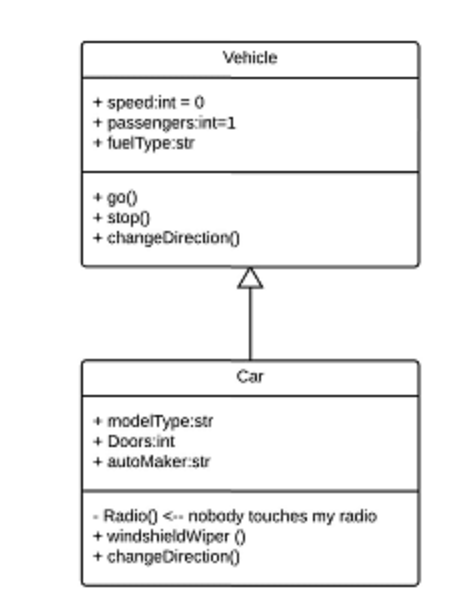 Vehicle
+ speed:int = 0
+ passengers:int=1
+ fuelType:str
+ go()
+ stop()
+ changeDirection()
Car
+ modelType:str
+ Doors:int
+ autoMaker:str
- Radio() <-- nobody touches my radio
+ windshieldWiper ()
+ changeDirection()